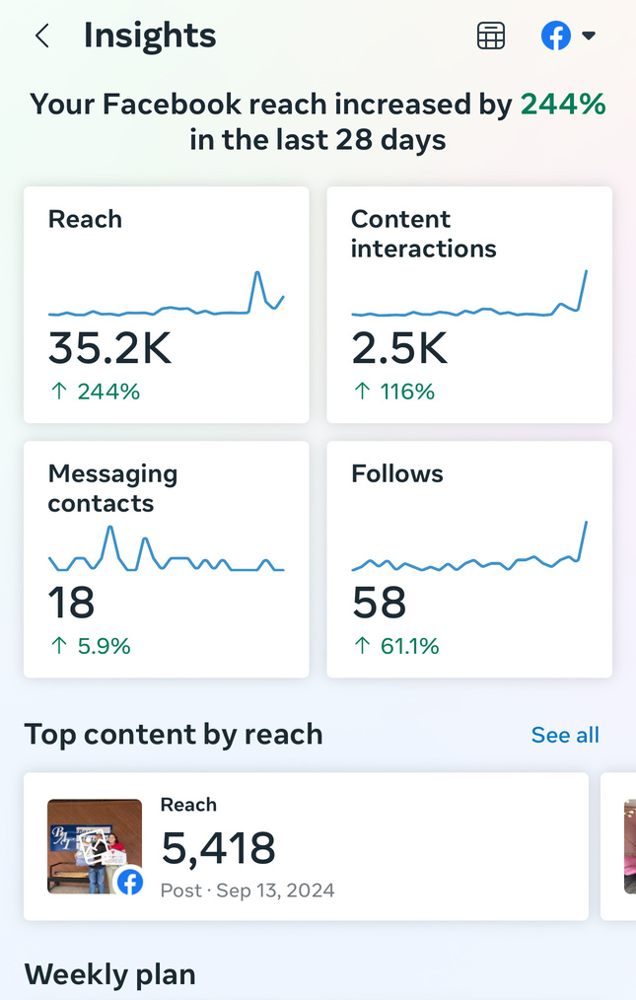 Insights
Your Facebook reach increased by 244%
in the last 28 days
Reach
35.2K
↑ 244%
Content
interactions
2.5K
↑ 116%
Messaging
contacts
18
↑ 5.9%
Follows
58
↑ 61.1%
Top content by reach
See all
Reach
5,418
Post · Sep 13, 2024
Weekly plan